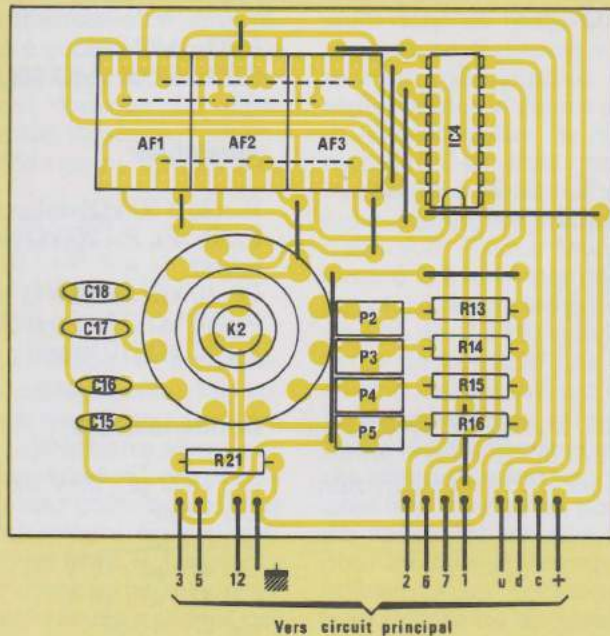 AF1 AF2 AF3 IC4
C18 K2 P2 R13
C17 P3 R14
C16 P4 R15
C15 P5 R16
R21
3 5 12 2 6 7 1 u d c +
Vers circuit principal